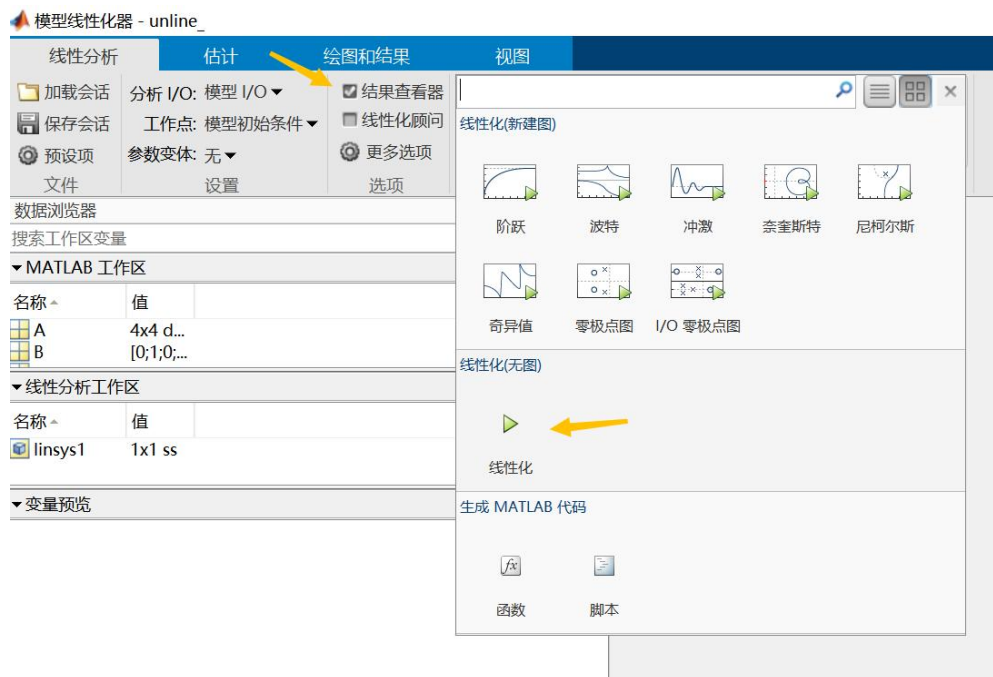 模型线性化器 - unline_
线性分析 估计 绘图和结果 视图
加载会话 分析 I/O: 模型 I/O 结果查看器
保存会话 工作点: 模型初始条件 线性化顾问
预设项 参数变体: 无 更多选项
文件 设置 选项
数据浏览器
搜索工作区变量
MATLAB 工作区
名称 值
A 4x4 d...
B [0;1;0;...
线性分析工作区
名称 值
linsys1 1x1 ss
变量预览
线性化(新建图)
阶跃 波特 冲激 奈奎斯特 尼柯尔斯
奇异值 零极点图 I/O 零极点图
线性化(无图)
线性化
生成 MATLAB 代码
fx
函数 脚本